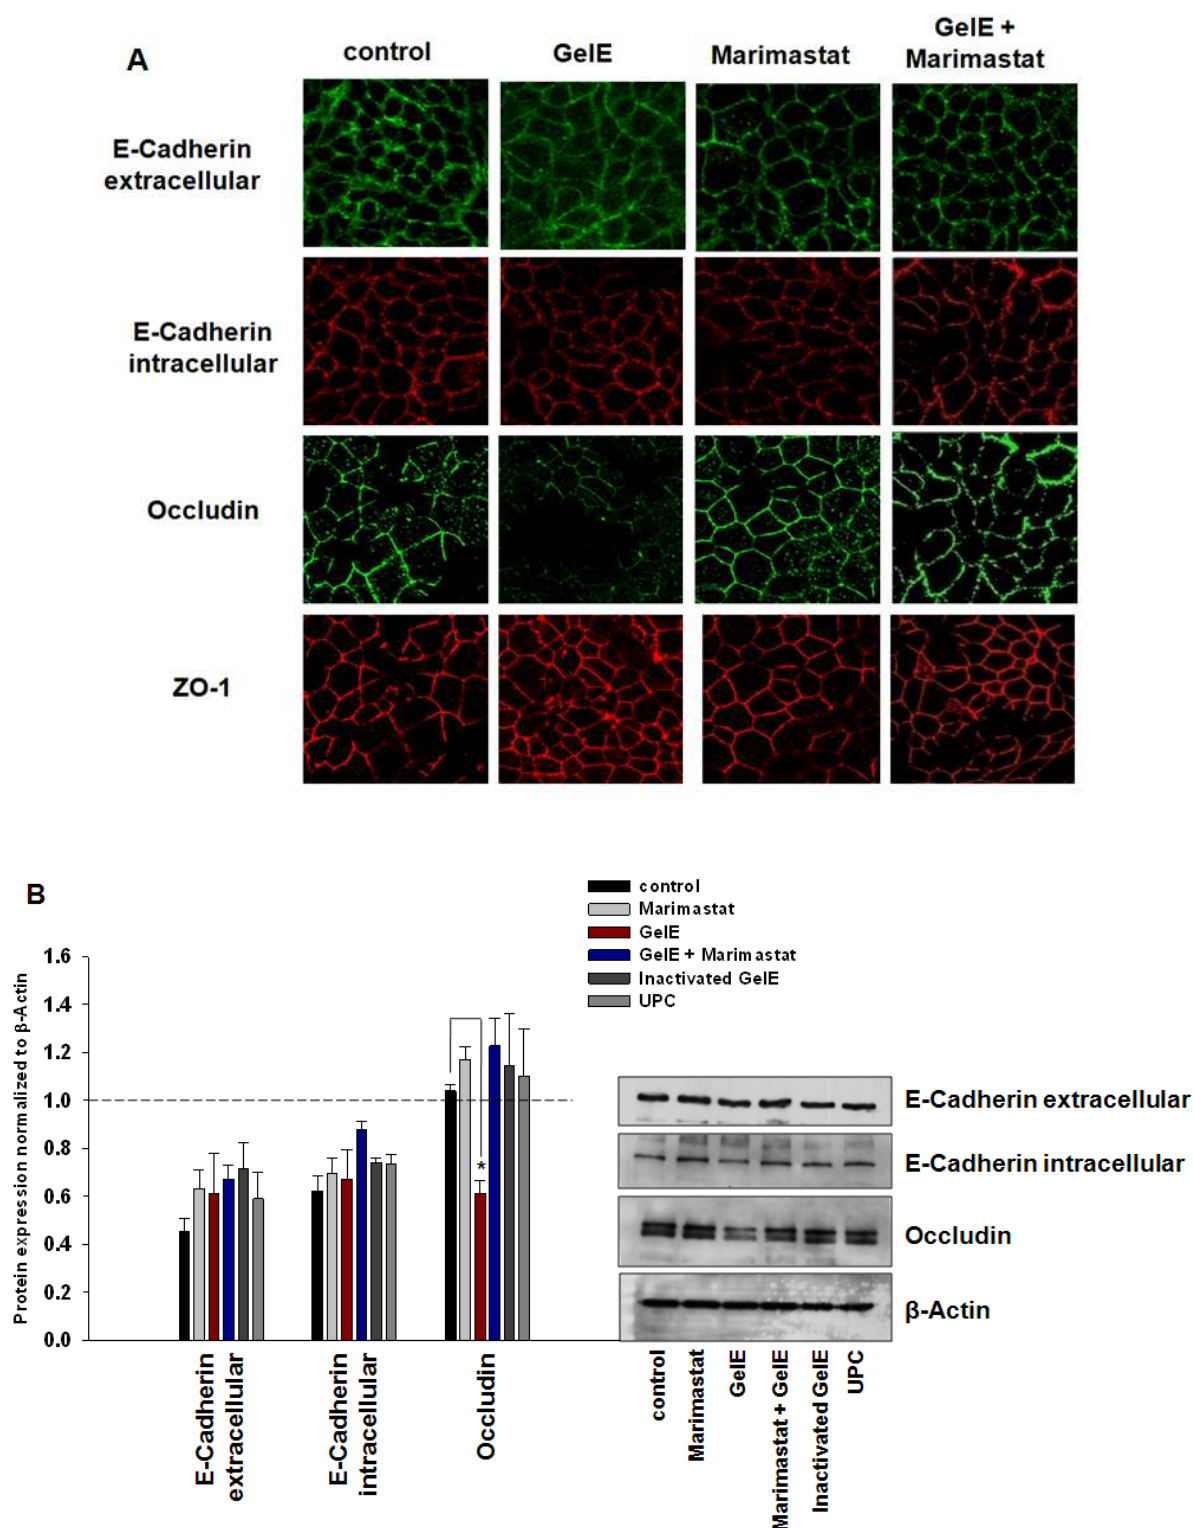 A
control
GelE
Marimastat
GelE +
Marimastat
E-Cadherin
extracellular
E-Cadherin
intracellular
Occludin
ZO-1
B
control
Marimastat
GelE
GelE + Marimastat
Inactivated GelE
UPC
Protein expression normalized to β-Actin
1.6
1.4
1.2
1.0
0.8
0.6
0.4
0.2
0.0
*
E-Cadherin
extracellular
E-Cadherin
intracellular
Occludin
E-Cadherin extracellular
E-Cadherin intracellular
Occludin
β-Actin
control
Marimastat
GelE
Marimastat + GelE
Inactivated GelE
UPC